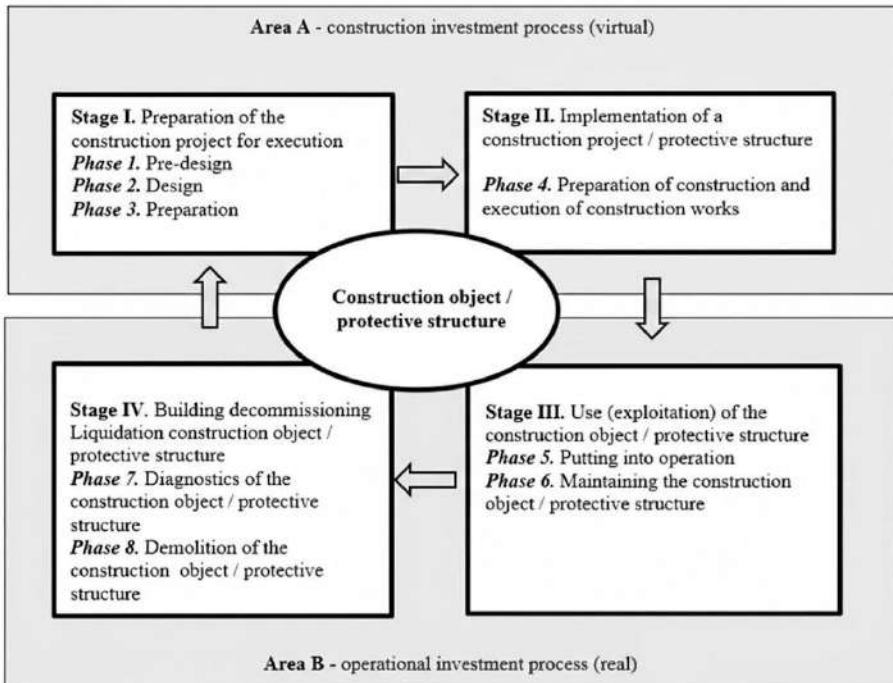 Area A - construction investment process (virtual)
Stage I. Preparation of the
construction project for execution
Phase 1. Pre-design
Phase 2. Design
Phase 3. Preparation
Stage II. Implementation of a
construction project / protective structure
Phase 4. Preparation of construction and
execution of construction works
Construction object /
protective structure
Stage IV. Building decommissioning
Liquidation construction object /
protective structure
Phase 7. Diagnostics of the
construction object / protective
structure
Phase 8. Demolition of the
construction object / protective
structure
Stage III. Use (exploitation) of the
construction object / protective structure
Phase 5. Putting into operation
Phase 6. Maintaining the construction
object / protective structure
Area B - operational investment process (real)